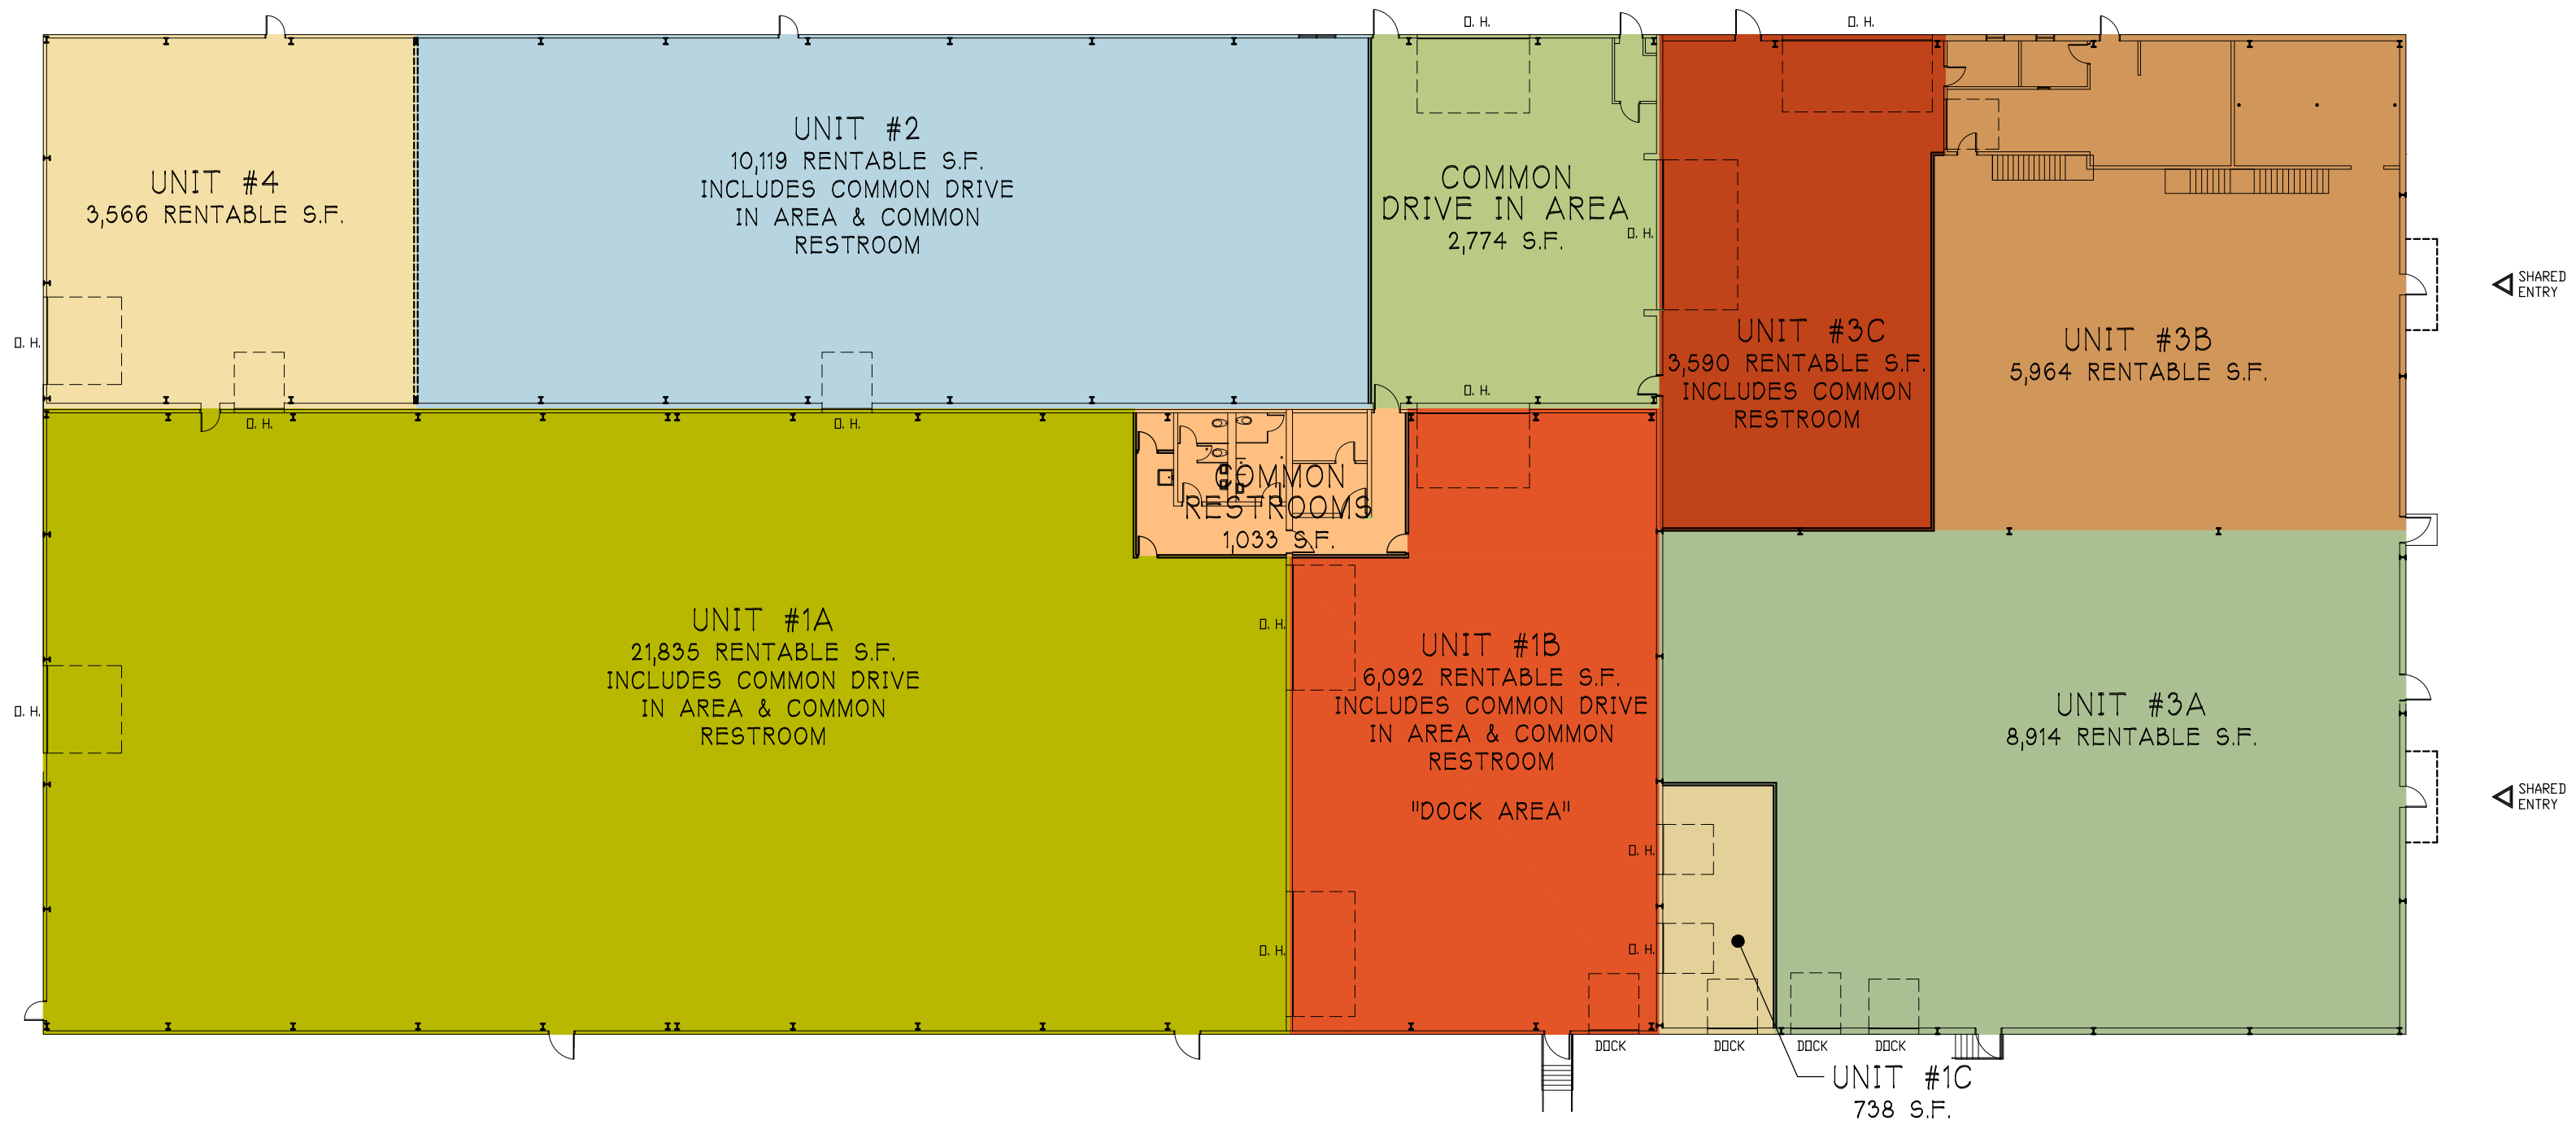 O. H.
O. H.
UNIT #4
3,566 RENTABLE S.F.
UNIT #2
10,119 RENTABLE S.F.
INCLUDES COMMON DRIVE
IN AREA & COMMON
RESTROOM
COMMON
DRIVE IN AREA
2,774 S.F.
O. H.
UNIT #3C
3,590 RENTABLE S.F.
INCLUDES COMMON
RESTROOM
UNIT #3B
5,964 RENTABLE S.F.
SHARED
ENTRY
O. H.
O. H.
O. H.
O. H.
COMMON
RESTROOMS
1,033 S.F.
UNIT #1A
21,835 RENTABLE S.F.
INCLUDES COMMON DRIVE
IN AREA & COMMON
RESTROOM
O. H.
O. H.
UNIT #1B
6,092 RENTABLE S.F.
INCLUDES COMMON DRIVE
IN AREA & COMMON
RESTROOM
"DOCK AREA"
UNIT #3A
8,914 RENTABLE S.F.
SHARED
ENTRY
O. H.
O. H.
O. H.
DOCK
DOCK
DOCK
DOCK
UNIT #1C
738 S.F.